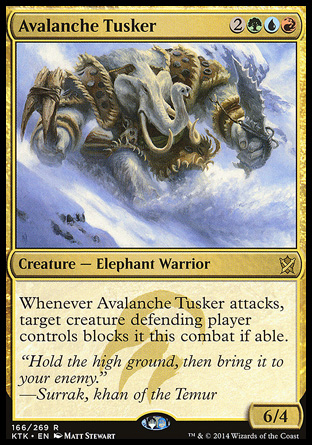 Avalanche Tusker 2
Creature — Elephant Warrior
Whenever Avalanche Tusker attacks,
target creature defending player
controls blocks it this combat if able.
“Hold the high ground, then bring it to
your enemy.”
—Surrak, khan of the Temur
6/4
166/269 R
KTK • EN Matt Stewart
™ & © 2014 Wizards of the Coast